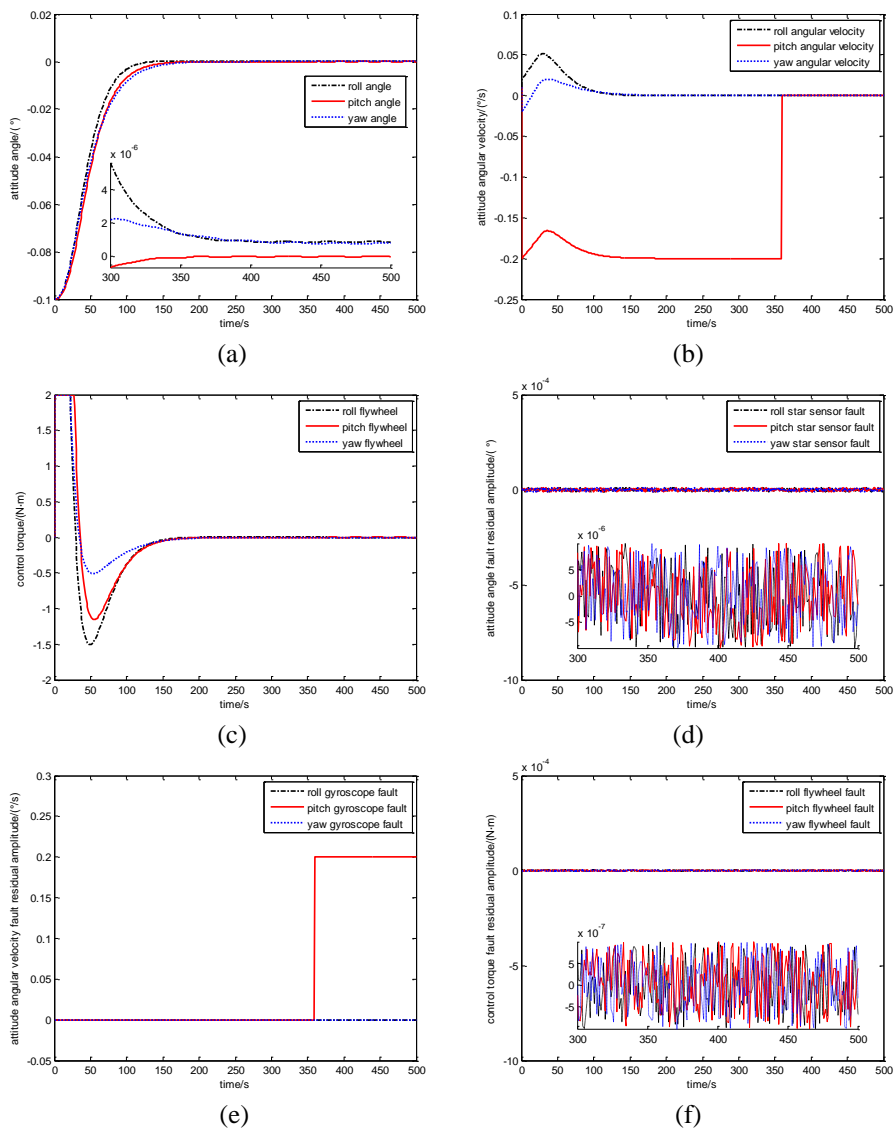 0.02
0
-0.02
-0.04
-0.06
-0.08
-0.1
attitude angle/( °)
roll angle
pitch angle
yaw angle
x 10^-6
4
2
0
300 350 400 450 500
0 50 100 150 200 250 300 350 400 450 500
time/s
(a)
0.1
0.05
0
-0.05
-0.1
-0.15
-0.2
-0.25
attitude angular velocity/(°/s)
roll angular velocity
pitch angular velocity
yaw angular velocity
0 50 100 150 200 250 300 350 400 450 500
time/s
(b)
2
1.5
1
0.5
0
-0.5
-1
-1.5
-2
control torque/(N·m)
roll flywheel
pitch flywheel
yaw flywheel
0 50 100 150 200 250 300 350 400 450 500
time/s
(c)
x 10^-4
5
0
-5
-10
attitude angle fault residual amplitude/( °)
roll star sensor fault
pitch star sensor fault
yaw star sensor fault
x 10^-6
5
0
-5
300 350 400 450 500
0 50 100 150 200 250 300 350 400 450 500
time/s
(d)
0.3
0.25
0.2
0.15
0.1
0.05
0
-0.05
attitude angular velocity fault residual amplitude/(°/s)
roll gyroscope fault
pitch gyroscope fault
yaw gyroscope fault
0 50 100 150 200 250 300 350 400 450 500
time/s
(e)
x 10^-4
5
0
-5
-10
control torque fault residual amplitude/(N·m)
roll flywheel fault
pitch flywheel fault
yaw flywheel fault
x 10^-7
5
0
-5
300 350 400 450 500
0 50 100 150 200 250 300 350 400 450 500
time/s
(f)